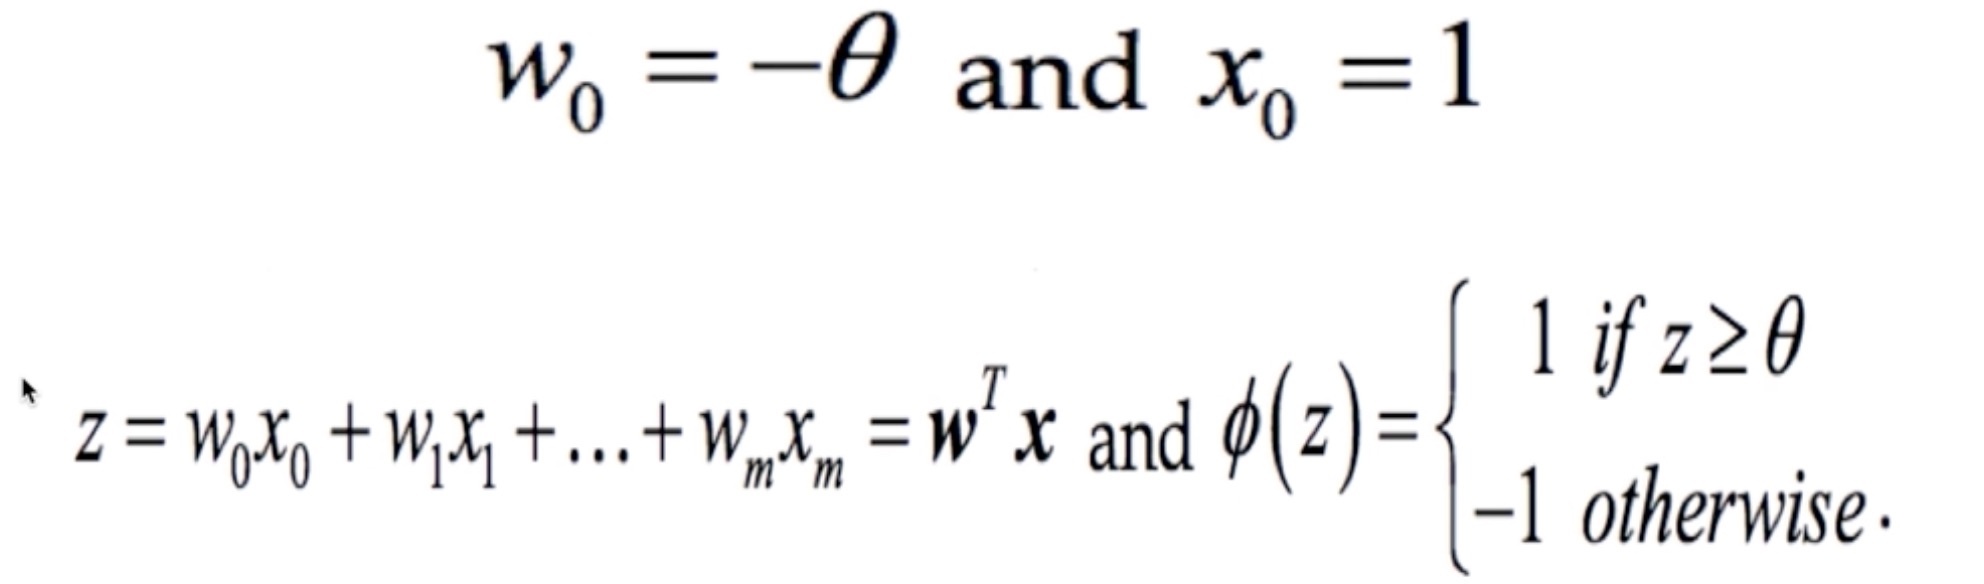 w₀ = −θ and x₀ = 1
z = w₀x₀ + w₁x₁ + ... + wₘxₘ = wᵀx and ϕ(z) = { 1 if z ≥ θ
−1 otherwise.